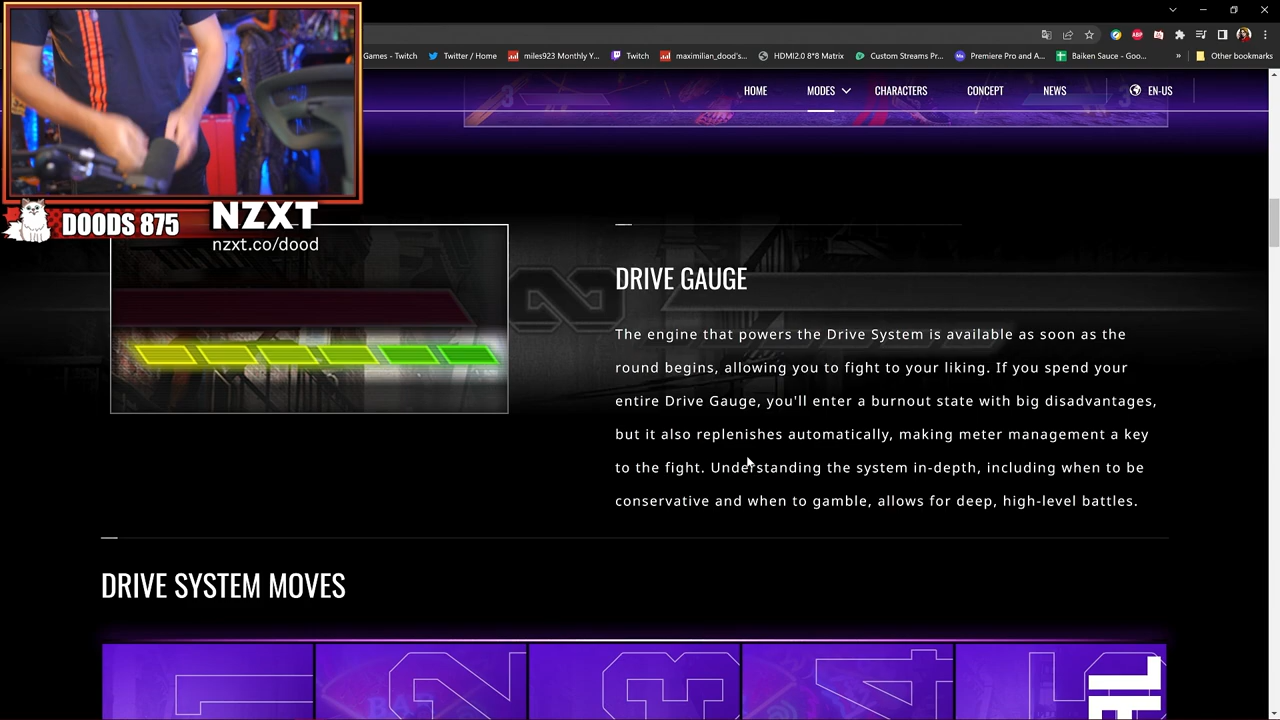 Games - Twitch
Twitter / Home
miles923 Monthly Y...
Twitch
maximilian_dood's...
HDMI2.0 8*8 Matrix
Custom Streams Pr...
Premiere Pro and A...
Baiken Sauce - Goo...
»
Other bookmarks
HOME
MODES
CHARACTERS
CONCEPT
NEWS
EN-US
DOODS 875
NZXT
nzxt.co/dood
DRIVE GAUGE
The engine that powers the Drive System is available as soon as the
round begins, allowing you to fight to your liking. If you spend your
entire Drive Gauge, you'll enter a burnout state with big disadvantages,
but it also replenishes automatically, making meter management a key
to the fight. Understanding the system in-depth, including when to be
conservative and when to gamble, allows for deep, high-level battles.
DRIVE SYSTEM MOVES
1
2
3
4
5